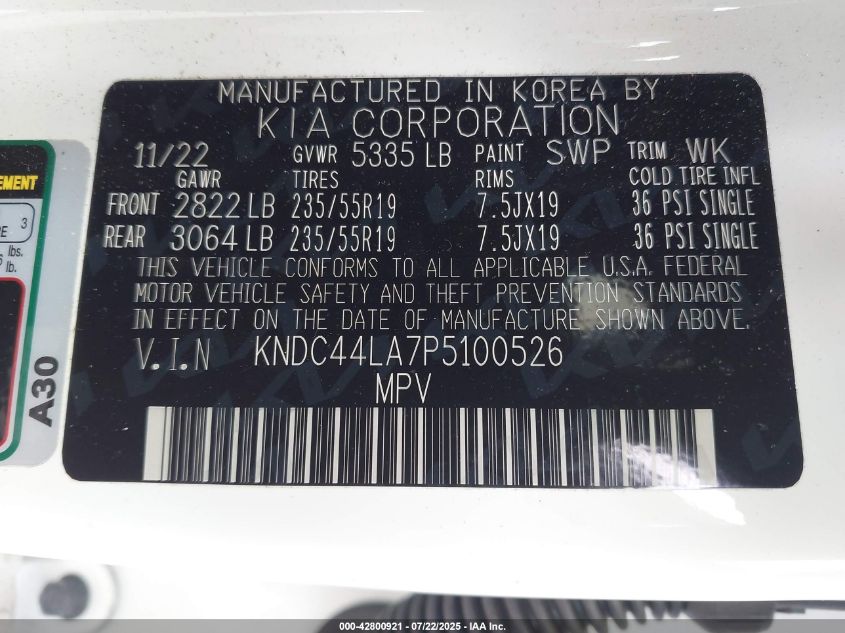 MANUFACTURED IN KOREA BY
KIA CORPORATION
11/22 GVWR 5335 LB PAINT SWP TRIM WK
GAWR TIRES RIMS COLD TIRE INFL
FRONT 2822 LB 235/55R19 7.5JX19 36 PSI SINGLE
REAR 3064 LB 235/55R19 7.5JX19 36 PSI SINGLE
THIS VEHICLE CONFORMS TO ALL APPLICABLE U.S.A. FEDERAL
MOTOR VEHICLE SAFETY AND THEFT PREVENTION STANDARDS
IN EFFECT ON THE DATE OF MANUFACTURE SHOWN ABOVE.
V.I.N KNDC44LA7P5100526
MPV
3
lbs.
lb.
A30
000-42800921 - 07/22/2025 - IAA Inc.